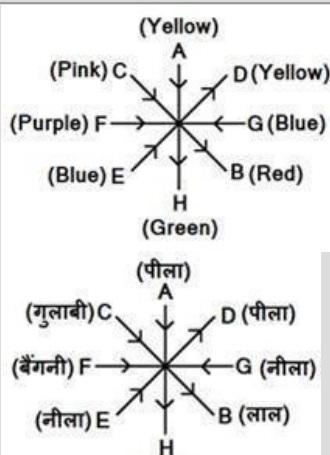 (Yellow)
A
(Pink) C D (Yellow)
(Purple) F G (Blue)
(Blue) E B (Red)
H
(Green)
(पीला)
A
(गुलाबी) C D (पीला)
(बैंगनी) F G (नीला)
(नीला) E B (लाल)
H